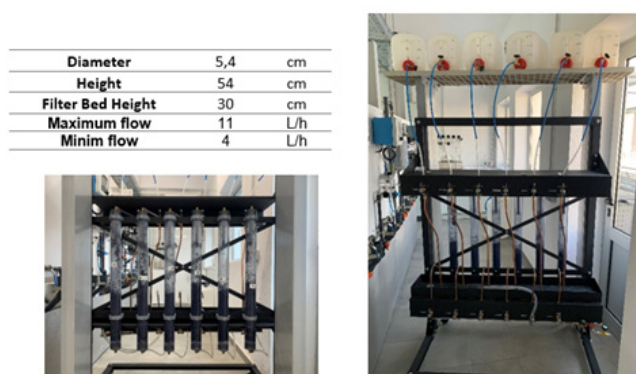 Diameter 5,4 cm
Height 54 cm
Filter Bed Height 30 cm
Maximum flow 11 L/h
Minim flow 4 L/h